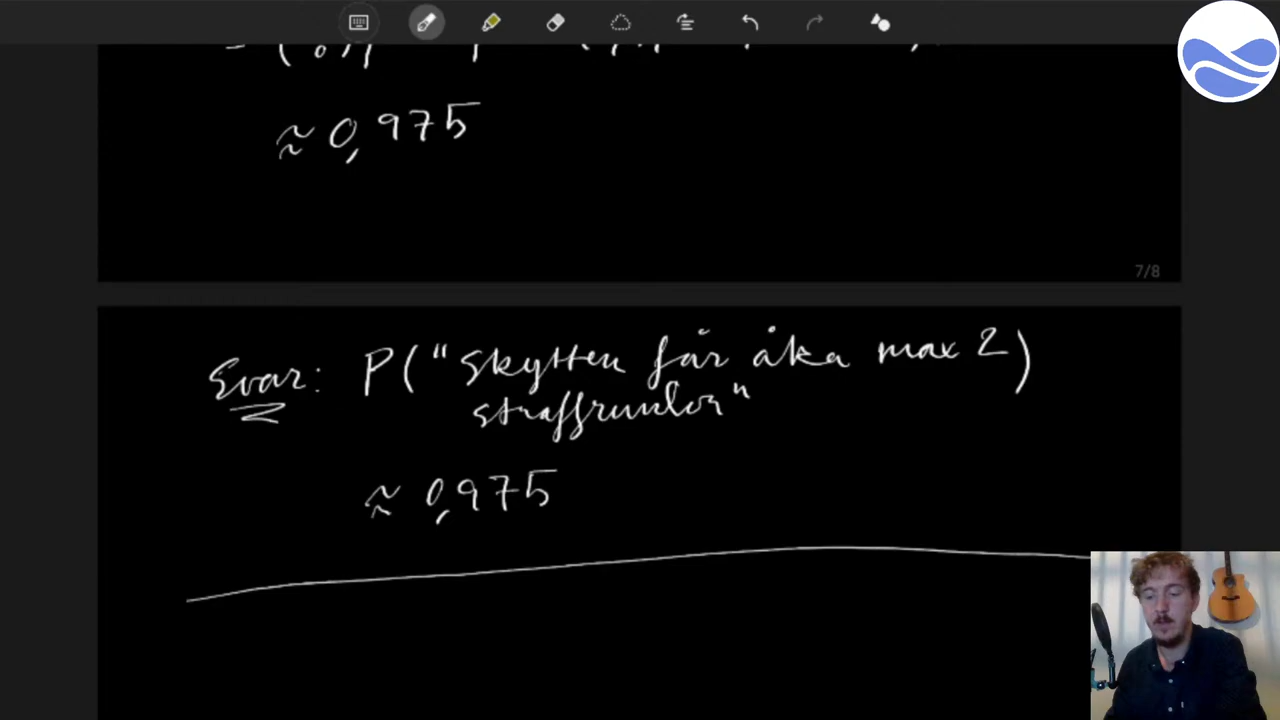 ≈ 0,975
7/8
Svar: P("Skytten får åka max 2)
straffrundor"
≈ 0,975